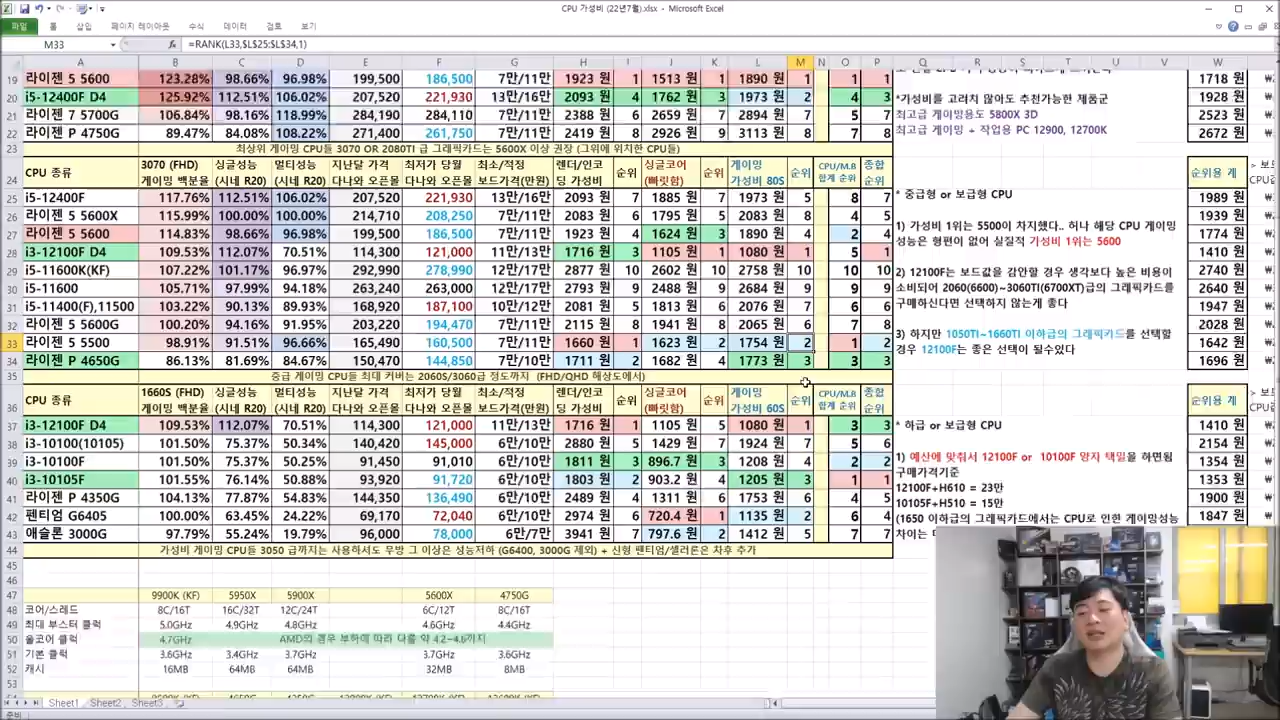 CPU 가성비 (22년7월).xlsx - Microsoft Excel
파일 홈 삽입 페이지 레이아웃 수식 데이터 검토 보기
M33 fx =RANK(L33,$L$25:$L$34,1)
A B C D E F G H I J K L M N O P Q R S T U V W
19 라이젠 5 5600 123.28% 98.66% 96.98% 199,500 186,500 7만/11만 1923 원 1 1513 원 1 1890 원 1 1 1 1718 원
20 i5-12400F D4 125.92% 112.51% 106.02% 207,520 221,930 13만/16만 2093 원 4 1762 원 3 1973 원 2 4 3 *가성비를 고려치 않아도 추천가능한 제품군 1928 원
21 라이젠 7 5700G 106.84% 98.16% 118.99% 284,190 284,110 7만/11만 2388 원 6 2659 원 7 2894 원 7 6 7 최고급 게이밍용도 5800X 3D 2523 원
22 라이젠 P 4750G 89.47% 84.08% 108.22% 271,400 261,750 7만/11만 2419 원 8 2926 원 9 3113 원 8 7 8 최고급 게이밍 + 작업용 PC 12900, 12700K 2672 원
23 최상위 게이밍 CPU들 3070 OR 2080TI 급 그래픽카드는 5600X 이상 권장 (그위에 위치한 CPU들)
24 CPU 종류 3070 (FHD) 게이밍 백분율 싱글성능 (시네 R20) 멀티성능 (시네 R20) 지난달 가격 다나와 오픈몰 최저가 당월 다나와 오픈몰 최소/적정 보드가격(만원) 렌더/인코딩 가성비 순위 싱글코어 (빠릿함) 순위 게이밍 가성비 80S 순위 CPU/M.B 합계 순위 종합 순위 순위용 계
25 i5-12400F 117.76% 112.51% 106.02% 207,520 221,930 13만/16만 2093 원 7 1885 원 7 1973 원 5 8 7 * 중급형 or 보급형 CPU 1989 원
26 라이젠 5 5600X 115.99% 100.00% 100.00% 214,710 208,250 7만/11만 2083 원 6 1795 원 5 2083 원 8 4 6 1939 원
27 라이젠 5 5600 114.83% 98.66% 96.98% 199,500 186,500 7만/11만 1923 원 4 1624 원 3 1890 원 4 2 4 1) 가성비 1위는 5500이 차지했다.. 허나 해당 CPU 게이밍 성능은 형편이 없어 실질적 가성비 1위는 5600 1774 원
28 i3-12100F D4 109.53% 112.07% 70.51% 114,300 121,000 11만/13만 1716 원 3 1105 원 1 1080 원 1 5 1 1410 원
29 i5-11600K(KF) 107.22% 101.17% 96.97% 292,990 278,990 12만/17만 2877 원 10 2602 원 10 2758 원 10 10 10 2) 12100F는 보드값을 감안할 경우 생각보다 높은 비용이 2740 원
30 i5-11600 105.71% 97.99% 94.18% 263,240 263,000 12만/17만 2793 원 9 2488 원 9 2684 원 9 9 9 소비되어 2060(6600)~3060TI(6700XT)급의 그래픽카드를 2640 원
31 i5-11400(F),11500 103.22% 90.13% 89.93% 168,920 187,100 10만/12만 2081 원 5 1813 원 6 2076 원 7 6 6 구매하신다면 선택하지 않는게 좋다 1947 원
32 라이젠 5 5600G 100.20% 94.16% 91.95% 203,220 194,470 7만/11만 2115 원 8 1941 원 8 2065 원 6 7 8 2028 원
33 라이젠 5 5500 98.91% 91.51% 96.66% 165,490 160,500 7만/11만 1660 원 1 1623 원 2 1754 원 2 1 2 3) 하지만 1050TI~1660TI 이하급의 그래픽카드를 선택할 경우 12100F는 좋은 선택이 될수있다 1642 원
34 라이젠 P 4650G 86.13% 81.69% 84.67% 150,470 144,850 7만/10만 1711 원 2 1682 원 4 1773 원 3 3 3 1696 원
35 중급 게이밍 CPU들 최대 커버는 2060S/3060급 정도까지 (FHD/QHD 해상도에서)
36 CPU 종류 1660S (FHD) 게이밍 백분율 싱글성능 (시네 R20) 멀티성능 (시네 R20) 지난달 가격 다나와 오픈몰 최저가 당월 다나와 오픈몰 최소/적정 보드가격(만원) 렌더/인코딩 가성비 순위 싱글코어 (빠릿함) 순위 게이밍 가성비 60S 순위 CPU/M.B 합계 순위 종합 순위 순위용 계
37 i3-12100F D4 109.53% 112.07% 70.51% 114,300 121,000 11만/13만 1716 원 1 1105 원 5 1080 원 1 3 3 * 하급 or 보급형 CPU 1410 원
38 i3-10100(10105) 101.50% 75.37% 50.34% 140,420 145,000 6만/10만 2880 원 5 1429 원 7 1924 원 7 5 7 2154 원
39 i3-10100F 101.50% 75.37% 50.25% 91,450 91,010 6만/10만 1811 원 3 896.7 원 3 1208 원 4 2 2 1) 예산에 맞춰서 12100F or 10100F 양자 택일을 하면됨 1354 원
40 i3-10105F 101.55% 76.14% 50.88% 93,920 91,720 6만/10만 1803 원 2 903.2 원 4 1205 원 3 1 1 구매가격기준 1353 원
41 라이젠 P 4350G 104.13% 77.87% 54.83% 144,350 136,490 6만/10만 2489 원 4 1311 원 6 1753 원 6 4 5 12100F+H610 = 23만 1900 원
42 펜티엄 G6405 100.00% 63.45% 24.22% 69,170 72,040 6만/10만 2974 원 6 720.4 원 1 1135 원 2 6 4 10105F+H510 = 15만 1847 원
43 애슬론 3000G 97.79% 55.24% 19.79% 96,000 78,000 6만/7만 3941 원 7 797.6 원 2 1412 원 5 7 7 (1650 이하급의 그래픽카드에서는 CPU로 인한 게이밍성능
44 가성비 게이밍 CPU들 3050 급까지는 사용하셔도 무방 그 이상은 성능저하 (G6400, 3000G 제외) + 신형 펜티엄/셀러론은 차후 추가
45
46
47 9900K (KF) 5950X 5900X 5600X 4750G
48 코어/스레드 8C/16T 16C/32T 12C/24T 6C/12T 8C/16T
49 최대 부스터 클럭 5.0GHz 4.9GHz 4.8GHz 4.6GHz 4.4GHz
50 올코어 클럭 4.7GHz AMD의 경우 부하에 따라 다름 약 4.2~4.6까지
51 기본 클럭 3.6GHz 3.4GHz 3.7GHz 3.7GHz 3.6GHz
52 캐시 16MB 64MB 64MB 32MB 8MB
53
Sheet1 Sheet2 Sheet3
준비